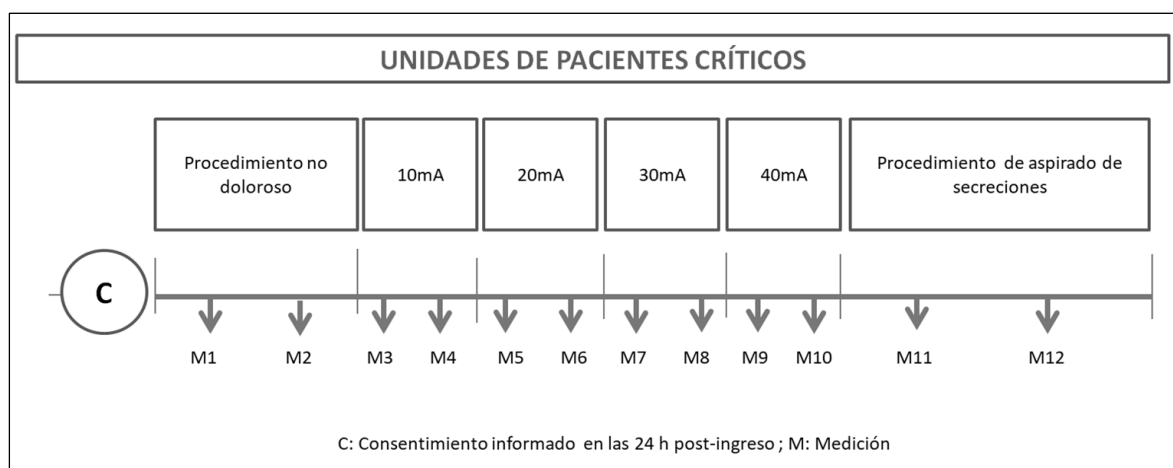 UNIDADES DE PACIENTES CRÍTICOS
Procedimiento no
doloroso
10mA
20mA
30mA
40mA
Procedimiento de aspirado de
secreciones
C
M1
M2
M3
M4
M5
M6
M7
M8
M9
M10
M11
M12
C: Consentimiento informado en las 24 h post-ingreso ; M: Medición